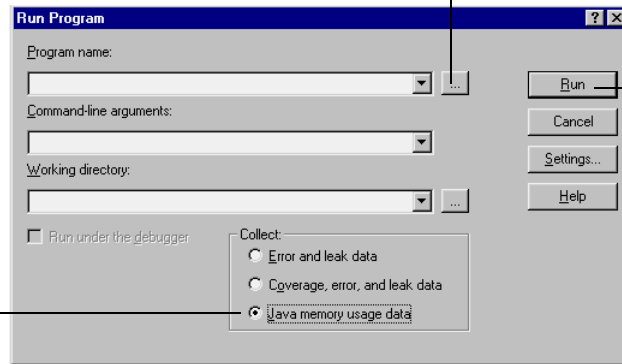 Run Program
Program name:
...
Run
Command-line arguments:
Cancel
Working directory:
Settings...
...
Help
Run under the debugger
Collect:
Error and leak data
Coverage, error, and leak data
Java memory usage data